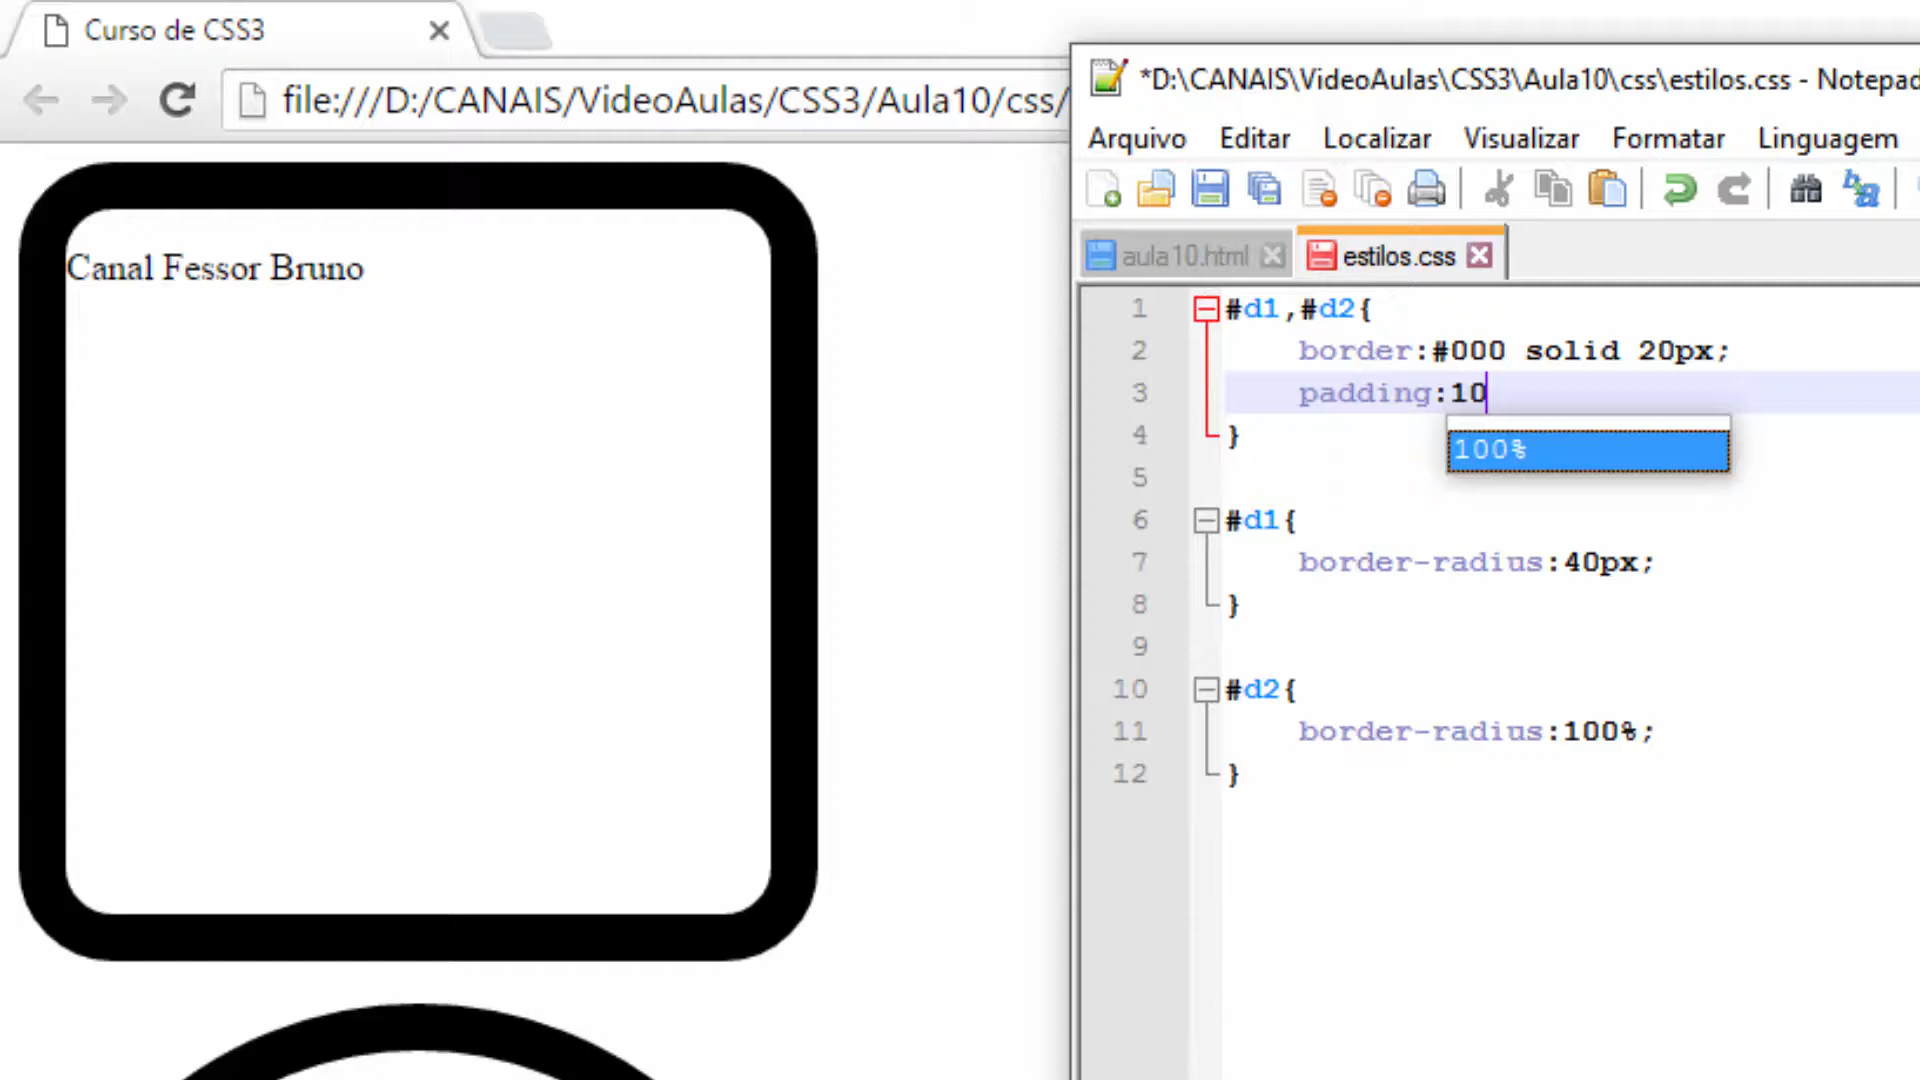 Curso de CSS3
file:///D:/CANAIS/VideoAulas/CSS3/Aula10/css/
Canal Fessor Bruno
*D:\CANAIS\VideoAulas\CSS3\Aula10\css\estilos.css - Notepad
Arquivo Editar Localizar Visualizar Formatar Linguagem
aula10.html estilos.css
1 #d1,#d2{
2 border:#000 solid 20px;
3 padding:10
4 }
100%
5
6 #d1{
7 border-radius:40px;
8 }
9
10 #d2{
11 border-radius:100%;
12 }